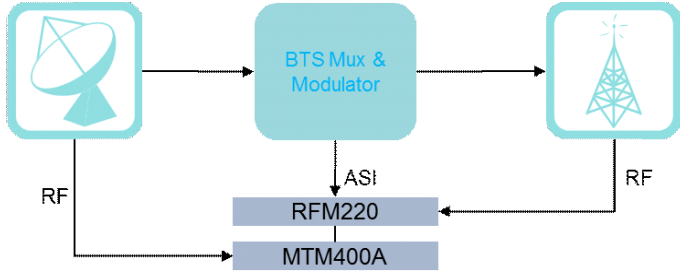 BTS Mux &
Modulator
RF
ASI
RF
RFM220
MTM400A